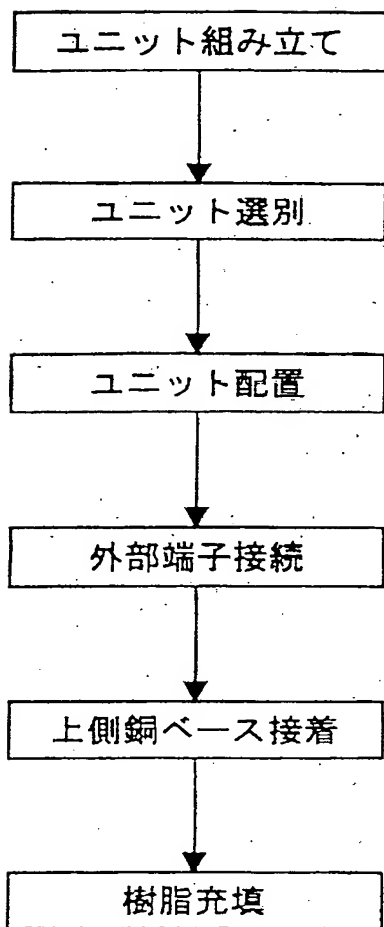 ユニット組み立て
ユニット選別
ユニット配置
外部端子接続
上側銅ベース接着
樹脂充填